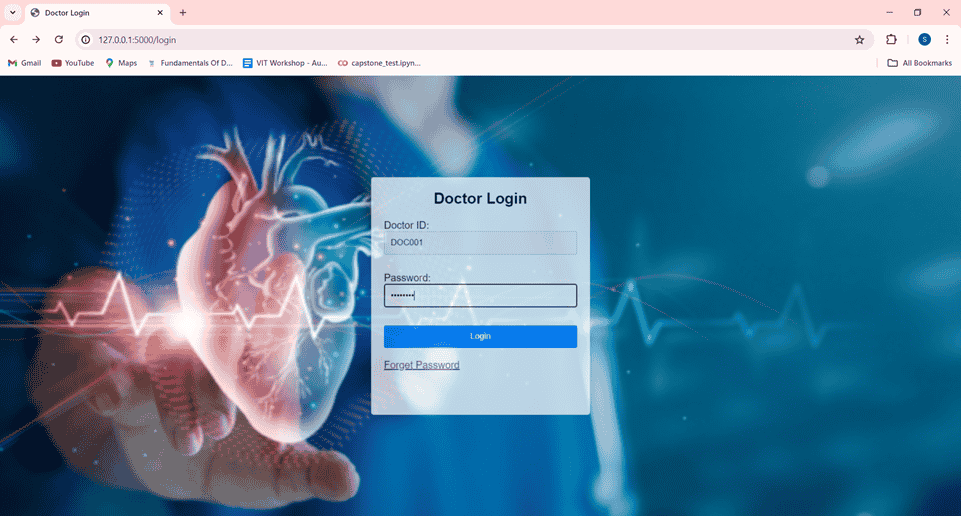 Doctor Login
127.0.0.1:5000/login
S
Gmail YouTube Maps Fundamentals Of D... VIT Workshop - Au... CO capstone_test.ipyn... All Bookmarks
Doctor Login
Doctor ID:
DOC001
Password:
••••••••
Login
Forget Password